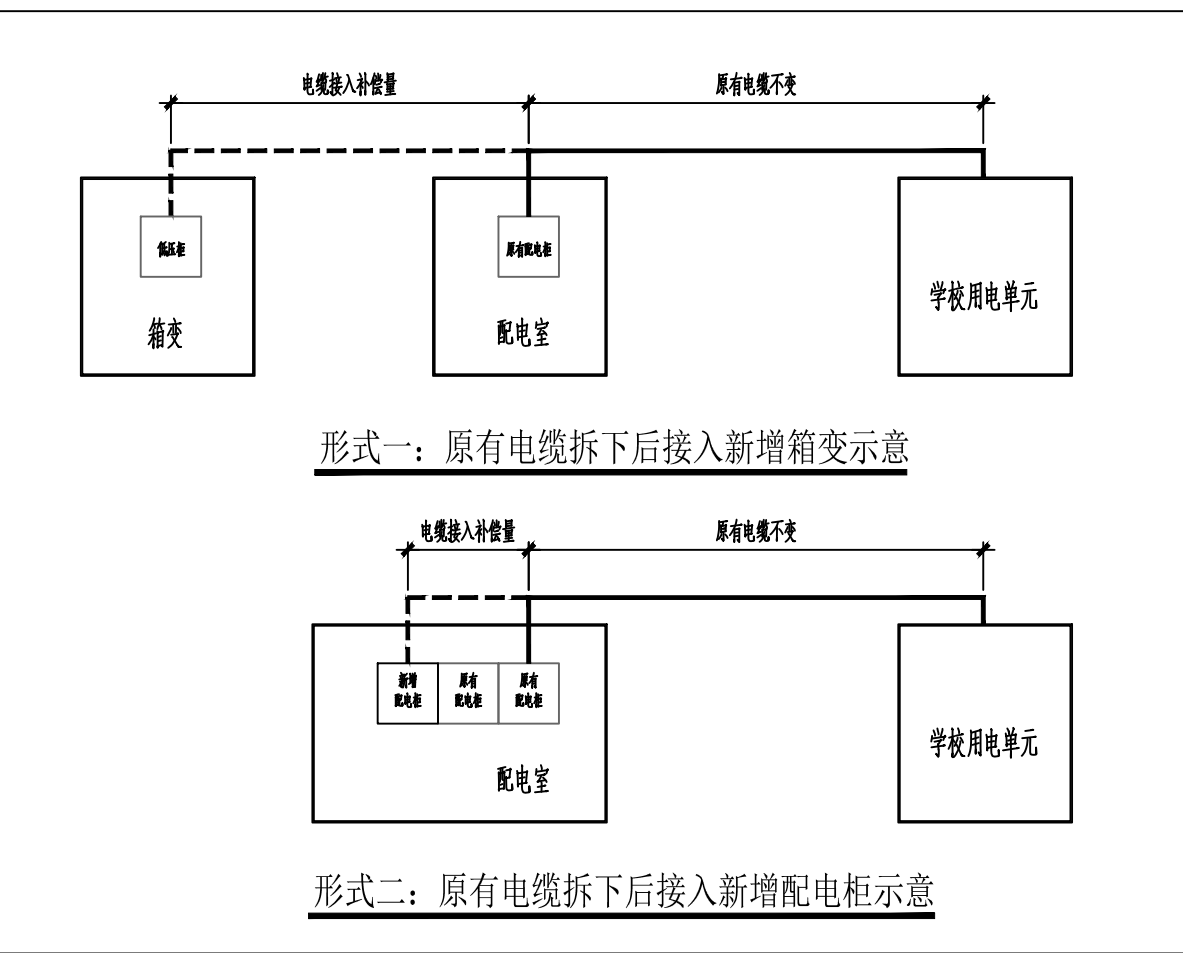 电缆接入补偿量
原有电缆不变
低压柜
原有配电柜
箱变
配电室
学校用电单元
形式一：原有电缆拆下后接入新增箱变示意
电缆接入补偿量
原有电缆不变
新增
配电柜
原有
配电柜
原有
配电柜
配电室
学校用电单元
形式二：原有电缆拆下后接入新增配电柜示意